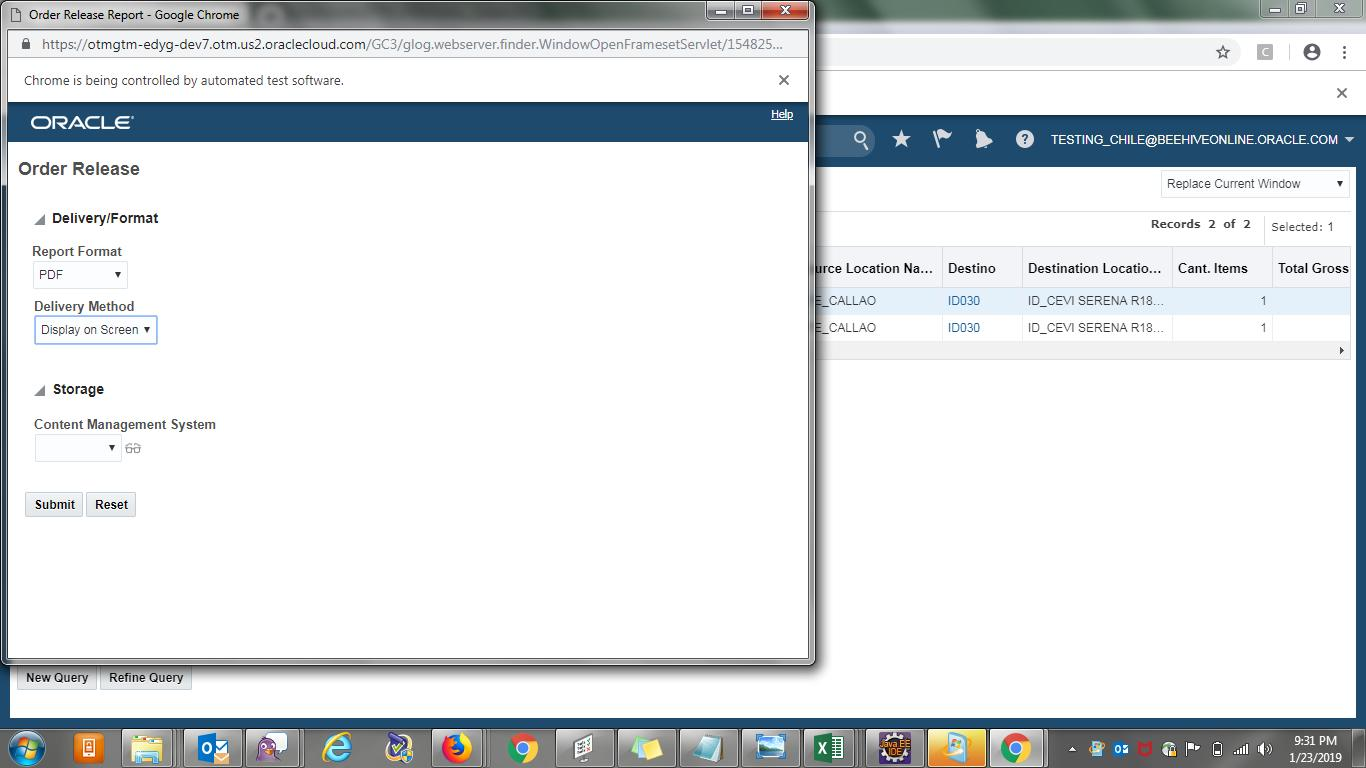 Order Release Report - Google Chrome
https://otmgtm-edyg-dev7.otm.us2.oraclecloud.com/GC3/glog.webserver.finder.WindowOpenFramesetServlet/154825...
Chrome is being controlled by automated test software.
ORACLE
Help
Order Release
Delivery/Format
Report Format
PDF
Delivery Method
Display on Screen
Storage
Content Management System
Submit Reset
C
TESTING_CHILE@BEEHIVEONLINE.ORACLE.COM
Replace Current Window
Records 2 of 2 Selected: 1
urce Location Na... Destino Destination Locatio... Cant. Items Total Gross
E_CALLAO ID030 ID_CEVI SERENA R18... 1
E_CALLAO ID030 ID_CEVI SERENA R18... 1
New Query Refine Query
Java EE
IDE
9:31 PM
1/23/2019